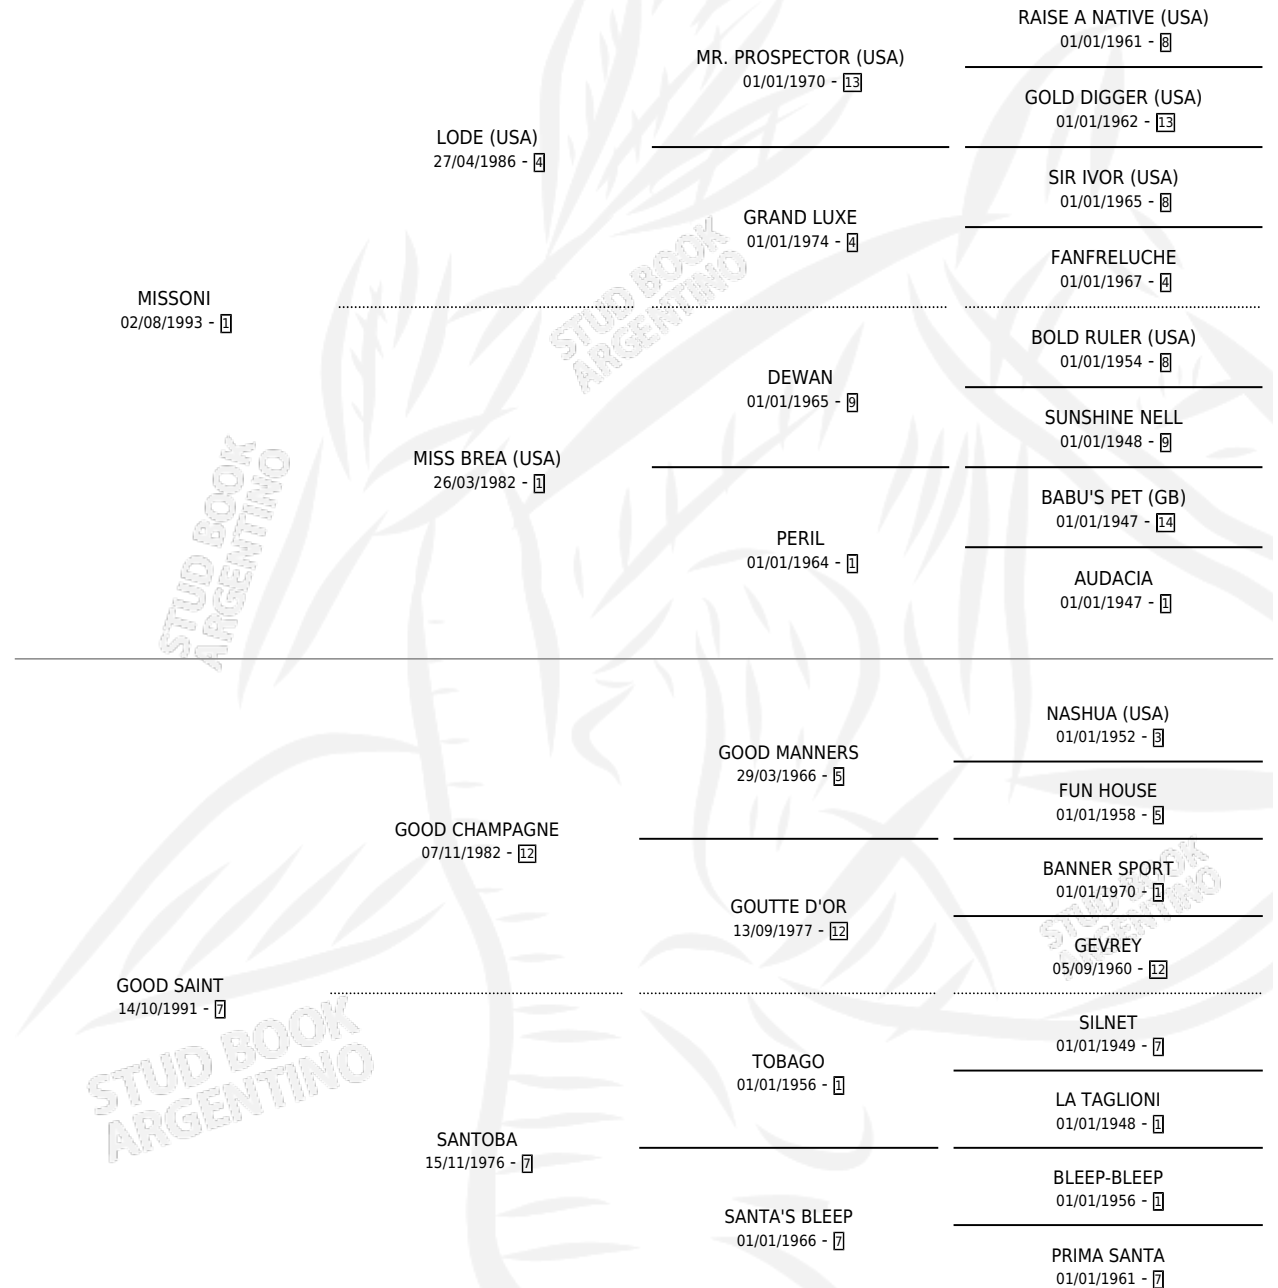 RAISE A NATIVE (USA)
01/01/1961 - 8
MR. PROSPECTOR (USA)
01/01/1970 - 13
GOLD DIGGER (USA)
01/01/1962 - 13
LODE (USA)
27/04/1986 - 4
SIR IVOR (USA)
01/01/1965 - 8
GRAND LUXE
01/01/1974 - 4
FANFRELUCHE
01/01/1967 - 4
MISSONI
02/08/1993 - 1
STUD BOOK
ARGENTINO
BOLD RULER (USA)
01/01/1954 - 8
DEWAN
01/01/1965 - 9
SUNSHINE NELL
01/01/1948 - 9
MISS BREA (USA)
26/03/1982 - 1
BABU'S PET (GB)
01/01/1947 - 14
PERIL
01/01/1964 - 1
AUDACIA
01/01/1947 - 1
STUD BOOK
ARGENTINO
NASHUA (USA)
01/01/1952 - 3
GOOD MANNERS
29/03/1966 - 5
FUN HOUSE
01/01/1958 - 5
GOOD CHAMPAGNE
07/11/1982 - 12
BANNER SPORT
01/01/1970 - 1
GOUTTE D'OR
13/09/1977 - 12
STUD BOOK
ARGENTINO
GEVREY
05/09/1960 - 12
GOOD SAINT
14/10/1991 - 7
SILNET
01/01/1949 - 7
TOBAGO
01/01/1956 - 1
STUD BOOK
ARGENTINO
LA TAGLIONI
01/01/1948 - 1
SANTOBA
15/11/1976 - 7
BLEEP-BLEEP
01/01/1956 - 1
SANTA'S BLEEP
01/01/1966 - 7
PRIMA SANTA
01/01/1961 - 7